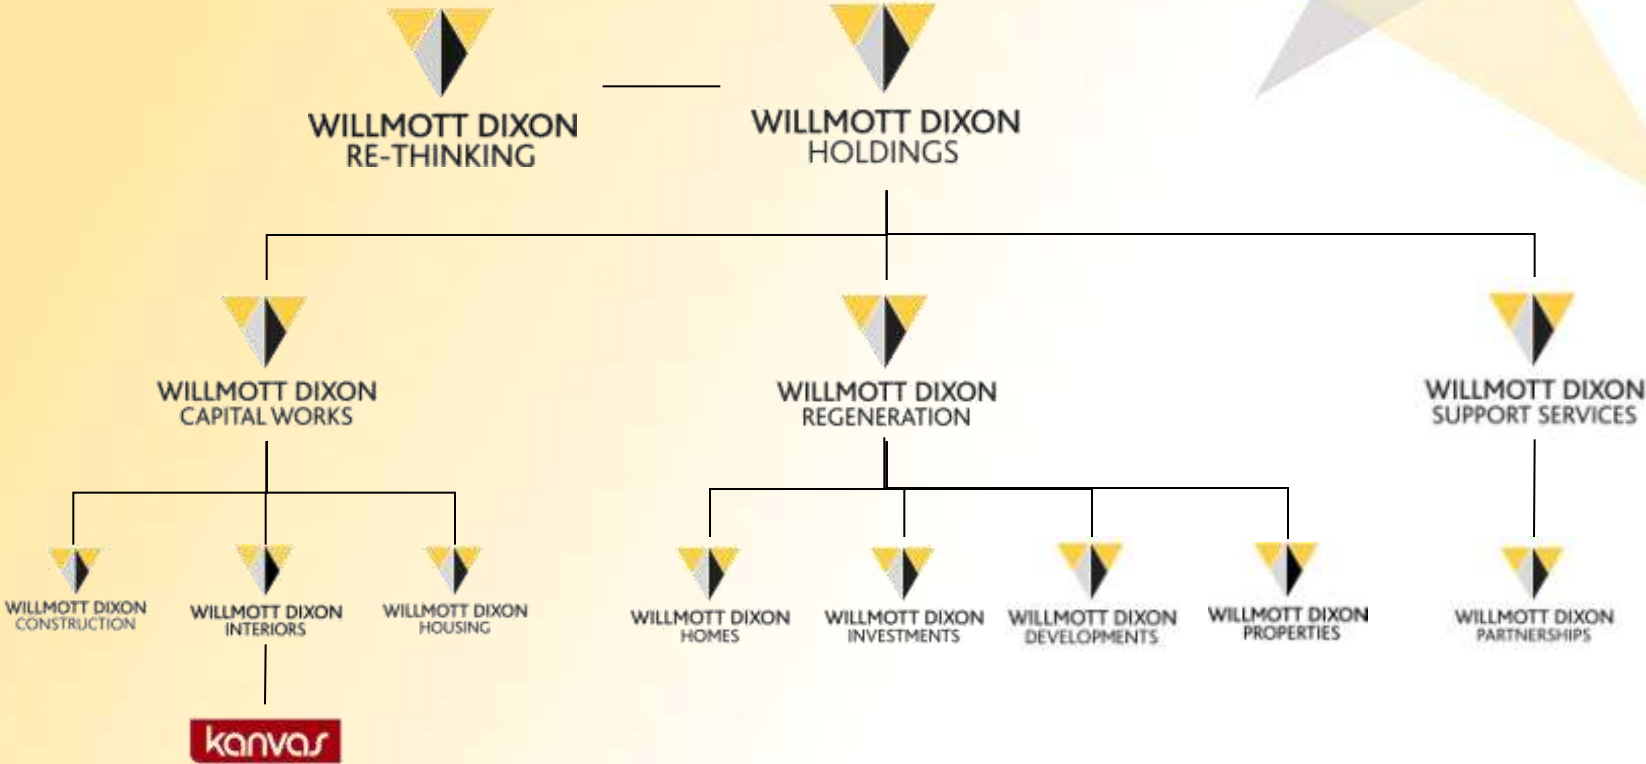 WILLMOTT DIXON
RE-THINKING
WILLMOTT DIXON
HOLDINGS
WILLMOTT DIXON
CAPITAL WORKS
WILLMOTT DIXON
REGENERATION
WILLMOTT DIXON
SUPPORT SERVICES
WILLMOTT DIXON
CONSTRUCTION
WILLMOTT DIXON
INTERIORS
WILLMOTT DIXON
HOUSING
WILLMOTT DIXON
HOMES
WILLMOTT DIXON
INVESTMENTS
WILLMOTT DIXON
DEVELOPMENTS
WILLMOTT DIXON
PROPERTIES
WILLMOTT DIXON
PARTNERSHIPS
kanvas